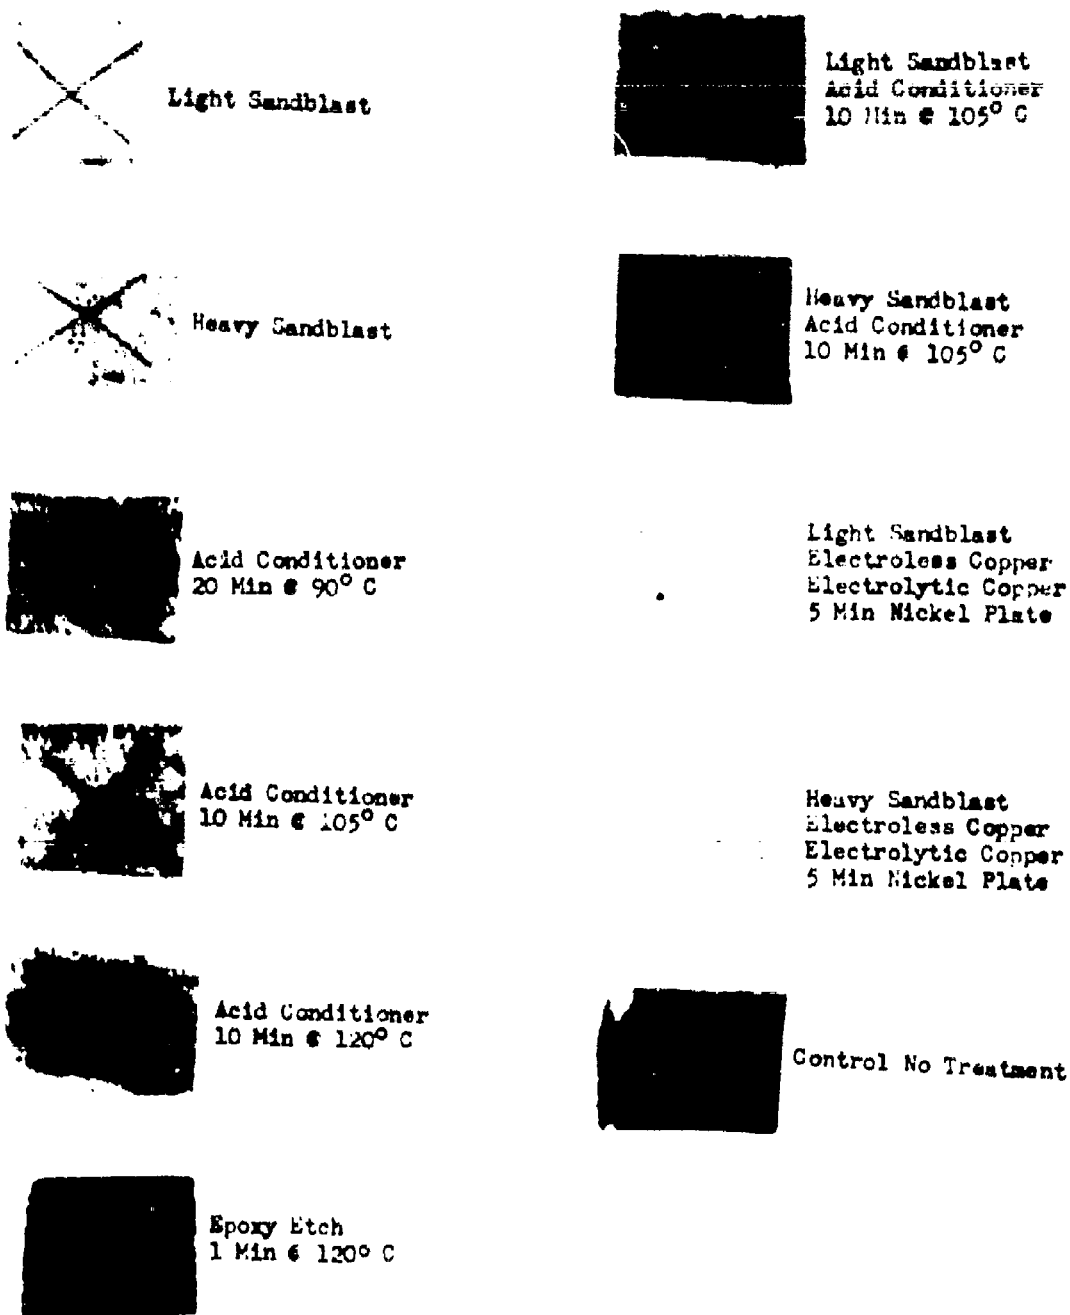 Light Sandblast
Heavy Sandblast
Acid Conditioner
20 Min @ 90° C
Acid Conditioner
10 Min @ 105° C
Acid Conditioner
10 Min @ 120° C
Epoxy Etch
1 Min @ 120° C
Light Sandblast
Acid Conditioner
10 Min @ 105° C
Heavy Sandblast
Acid Conditioner
10 Min @ 105° C
Light Sandblast
Electroless Copper
Electrolytic Copper
5 Min Nickel Plate
Heavy Sandblast
Electroless Copper
Electrolytic Copper
5 Min Nickel Plate
Control No Treatment